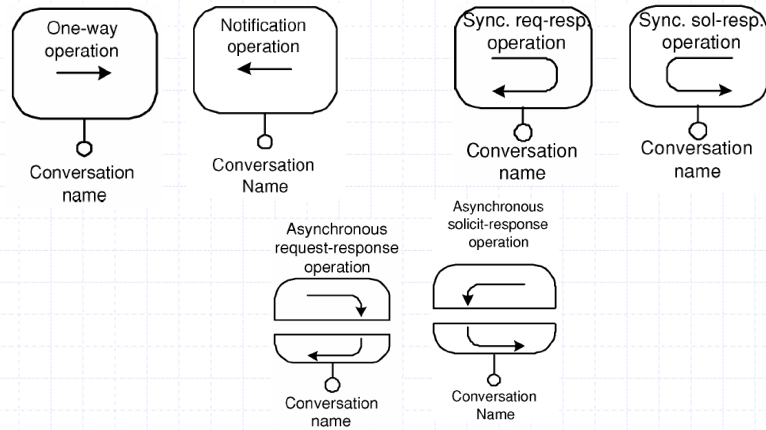 One-way
operation
Conversation
name
Notification
operation
Conversation
Name
Sync. req-resp.
operation
Conversation
name
Sync. sol-resp.
operation
Conversation
name
Asynchronous
request-response
operation
Conversation
name
Asynchronous
solicit-response
operation
Conversation
Name